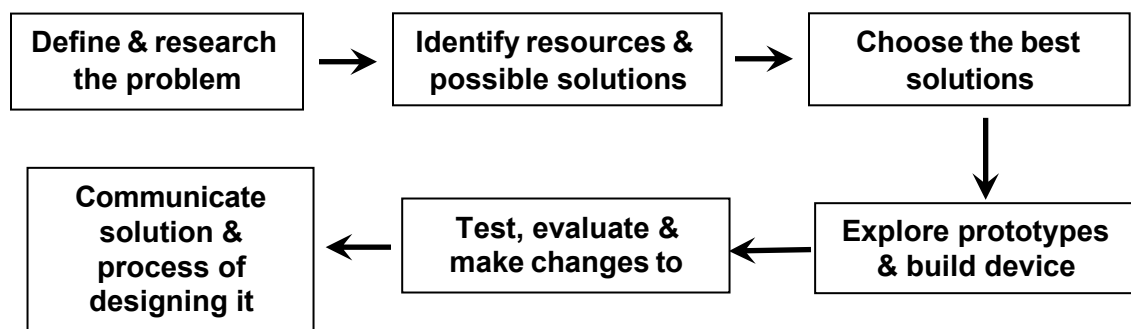 Define & research
the problem
Identify resources &
possible solutions
Choose the best
solutions
Explore prototypes
& build device
Test, evaluate &
make changes to
Communicate
solution &
process of
designing it